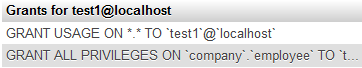 Grants for test1@localhost
GRANT USAGE ON *.* TO `test1`@`localhost`
GRANT ALL PRIVILEGES ON `company`.`employee` TO `t...